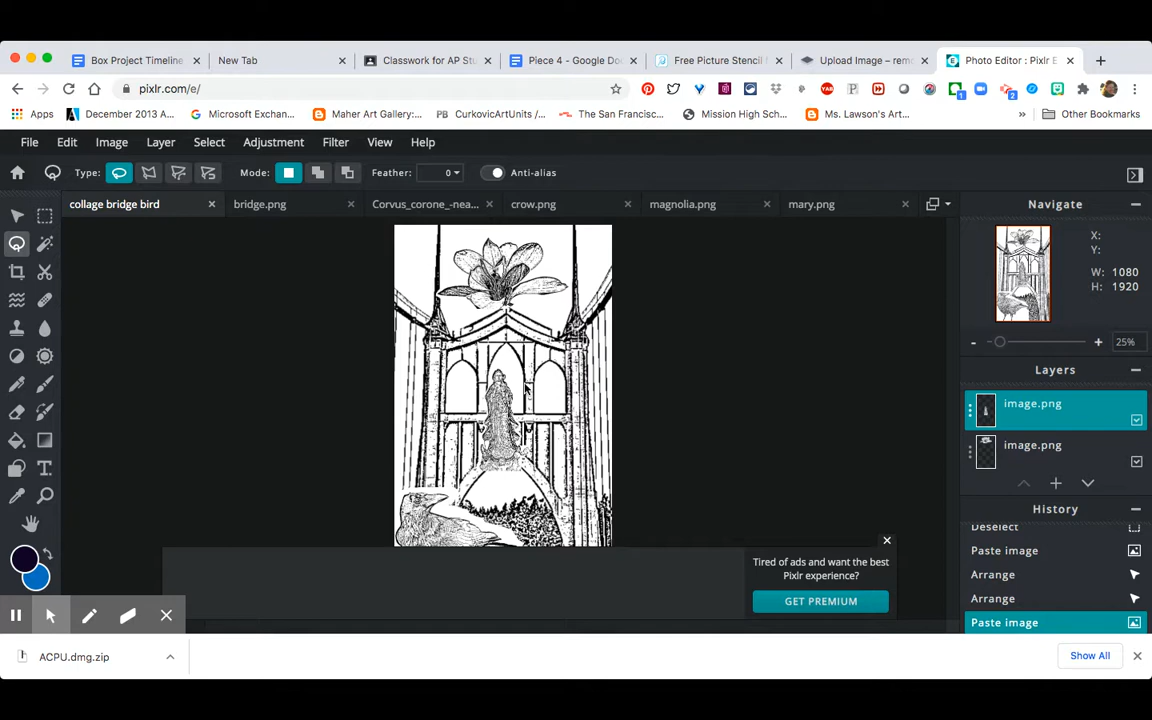 Box Project Timeline
New Tab
Classwork for AP Stu
Piece 4 - Google Doc
Free Picture Stencil
Upload Image – remo
Photo Editor : Pixlr E
pixlr.com/e/
Apps
December 2013 A...
Microsoft Exchan...
Maher Art Gallery:...
PB CurkovicArtUnits /...
The San Francisc...
Mission High Scho...
Ms. Lawson's Art...
»
Other Bookmarks
File Edit Image Layer Select Adjustment Filter View Help
Type: Mode: Feather: 0 Anti-alias
collage bridge bird
bridge.png
Corvus_corone_-nea...
crow.png
magnolia.png
mary.png
Navigate
X:
Y:
W: 1080
H: 1920
25%
Layers
image.png
image.png
History
Deselect
Paste image
Arrange
Arrange
Paste image
Tired of ads and want the best
Pixlr experience?
GET PREMIUM
ACPU.dmg.zip
Show All